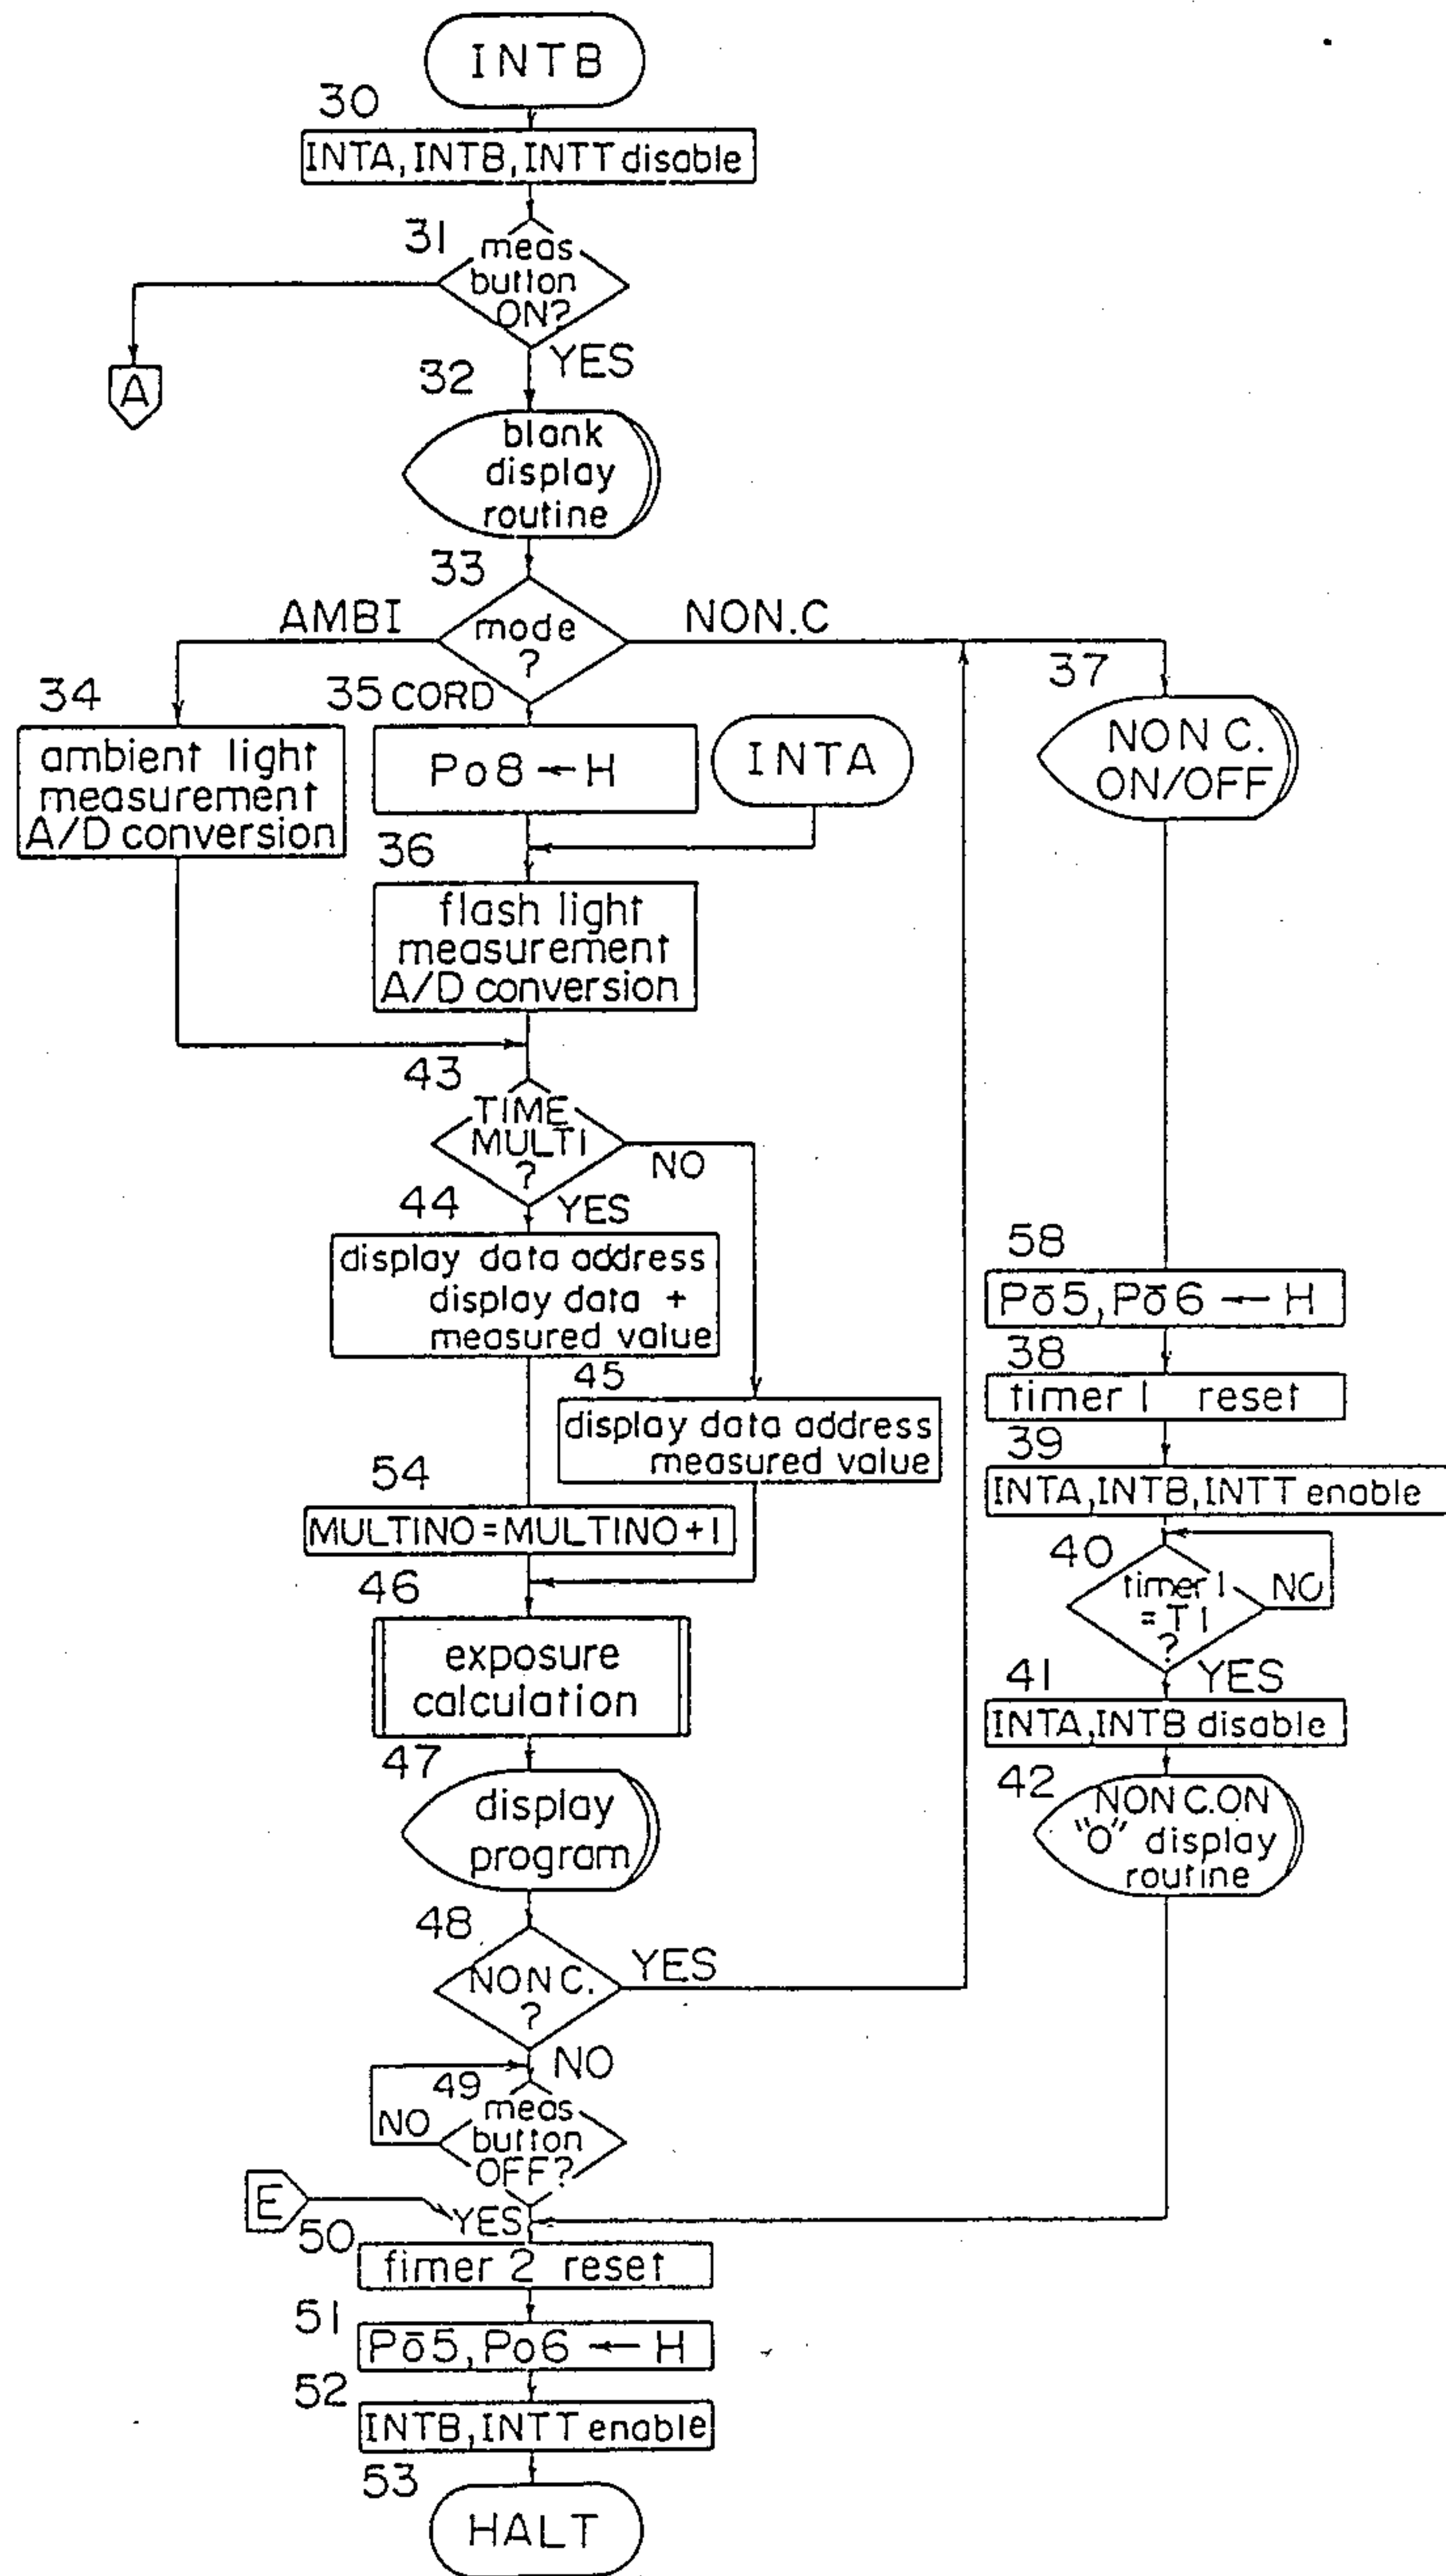 INTB
30
INTA, INTB, INTT disable
31
meas
button
ON?
YES
A
32
blank
display
routine
33
AMBI
mode
?
NON.C
34
ambient light
measurement
A/D conversion
35 CORD
Po8 ← H
INTA
37
NON C.
ON/OFF
36
flash light
measurement
A/D conversion
43
TIME
MULTI
?
NO
YES
44
display data address
display data +
measured value
45
display data address
measured value
54
MULTINO = MULTINO + 1
46
exposure
calculation
47
display
program
48
NON C.
?
YES
NO
58
Pō5, Pō6 ← H
38
timer 1 reset
39
INTA, INTB, INTT enable
40
timer 1
= T1
?
NO
YES
41
INTA, INTB disable
42
NON C. ON
"0" display
routine
49
meas
button
OFF?
NO
E
YES
50
fimer 2 reset
51
Pō5, Po6 ← H
52
INTB, INTT enable
53
HALT